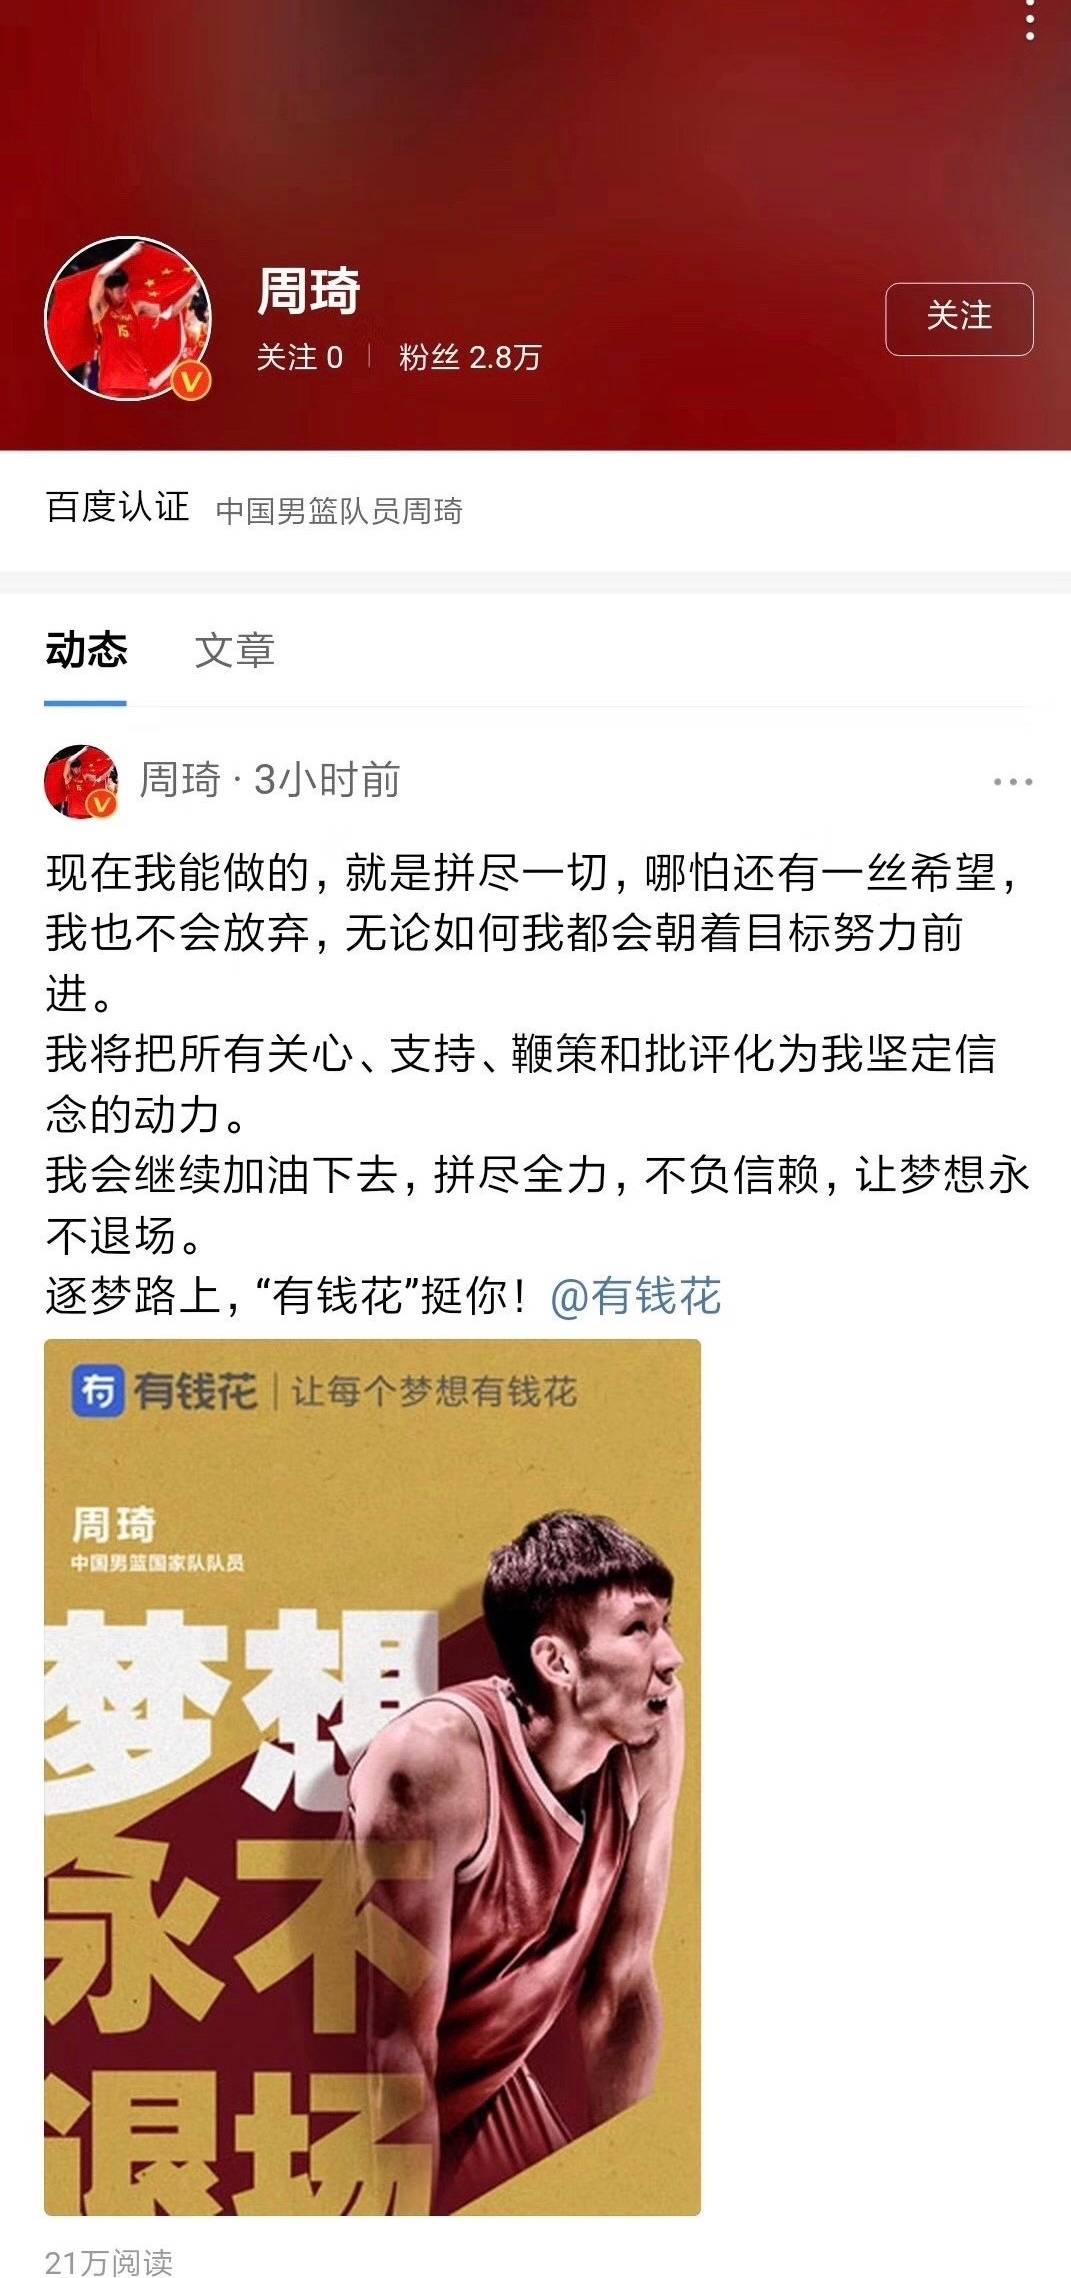 周琦
关注 0 | 粉丝 2.8万
关注
百度认证 中国男篮队员周琦
动态 文章
周琦 · 3小时前
现在我能做的，就是拼尽一切，哪怕还有一丝希望，
我也不会放弃，无论如何我都会朝着目标努力前
进。
我将把所有关心、支持、鞭策和批评化为我坚定信
念的动力。
我会继续加油下去，拼尽全力，不负信赖，让梦想永
不退场。
逐梦路上，“有钱花”挺你！@有钱花
有 有钱花 | 让每个梦想有钱花
周琦
中国男篮国家队队员
梦想
永不
退场
21万阅读